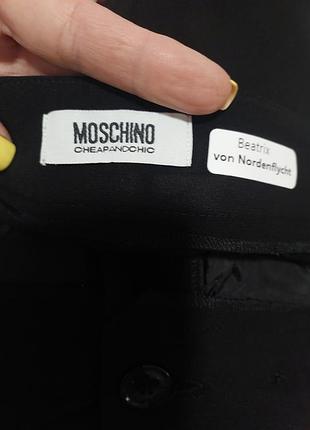 MOSCHINO
CHEAPANDCHIC
Beatrix
von Nordenflycht